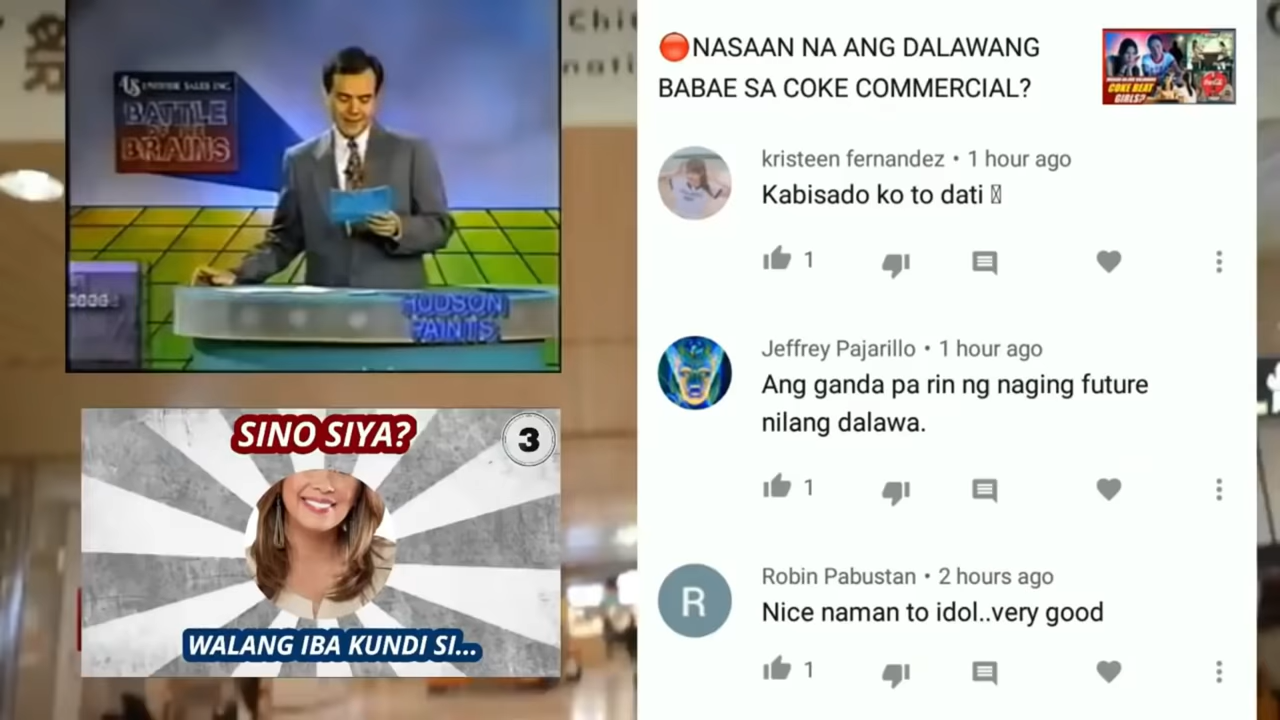 UNIVERSE SALES INC.
BATTLE
OF THE
BRAINS
HUDSON
PAINTS
SINO SIYA?
3
WALANG IBA KUNDI SI...
NASAAN NA ANG DALAWANG
BABAE SA COKE COMMERCIAL?
COKE BEAT
GIRLS?
kristeen fernandez • 1 hour ago
Kabisado ko to dati
1
Jeffrey Pajarillo • 1 hour ago
Ang ganda pa rin ng naging future
nilang dalawa.
1
R
Robin Pabustan • 2 hours ago
Nice naman to idol..very good
1